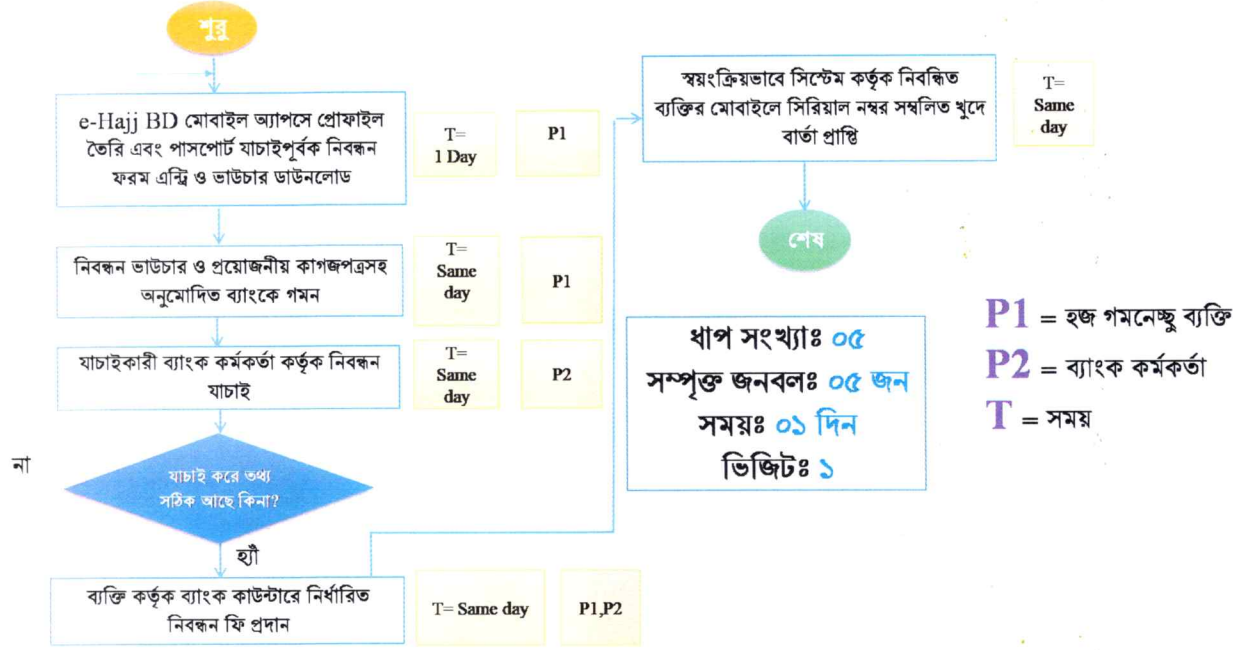 শুরু
e-Hajj BD মোবাইল অ্যাপসে প্রোফাইল
তৈরি এবং পাসপোর্ট যাচাইপূর্বক নিবন্ধন
ফরম এন্ট্রি ও ভাউচার ডাউনলোড
T=
1 Day
P1
নিবন্ধন ভাউচার ও প্রয়োজনীয় কাগজপত্রসহ
অনুমোদিত ব্যাংকে গমন
T=
Same
day
P1
যাচাইকারী ব্যাংক কর্মকর্তা কর্তৃক নিবন্ধন
যাচাই
T=
Same
day
P2
না
যাচাই করে তথ্য
সঠিক আছে কিনা?
হ্যাঁ
ব্যক্তি কর্তৃক ব্যাংক কাউন্টারে নির্ধারিত
নিবন্ধন ফি প্রদান
T= Same day
P1,P2
স্বয়ংক্রিয়ভাবে সিস্টেম কর্তৃক নিবন্ধিত
ব্যক্তির মোবাইলে সিরিয়াল নম্বর সম্বলিত খুদে
বার্তা প্রাপ্তি
T=
Same
day
শেষ
ধাপ সংখ্যাঃ ০৫
সম্পৃক্ত জনবলঃ ০৫ জন
সময়ঃ ০১ দিন
ভিজিটঃ ১
P1 = হজ গমনেচ্ছু ব্যক্তি
P2 = ব্যাংক কর্মকর্তা
T = সময়